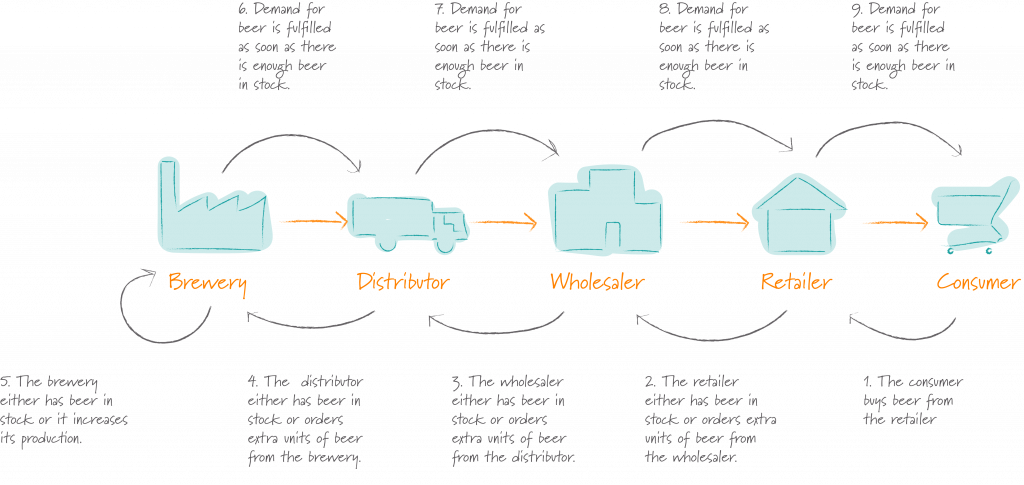 6. Demand for
beer is fulfilled
as soon as there
is enough beer
in stock.
7. Demand for
beer is fulfilled as
soon as there is
enough beer in
stock.
8. Demand for
beer is fulfilled as
soon as there is
enough beer in
stock.
9. Demand for
beer is fulfilled
as soon as there
is enough beer in
stock.
Brewery
Distributor
Wholesaler
Retailer
Consumer
5. The brewery
either has beer in
stock or it increases
its production.
4. The distributor
either has beer in
stock or orders
extra units of beer
from the brewery.
3. The wholesaler
either has beer in
stock or orders
extra units of beer
from the distributor.
2. The retailer
either has beer in
stock or orders extra
units of beer from
the wholesaler.
1. The consumer
buys beer from
the retailer